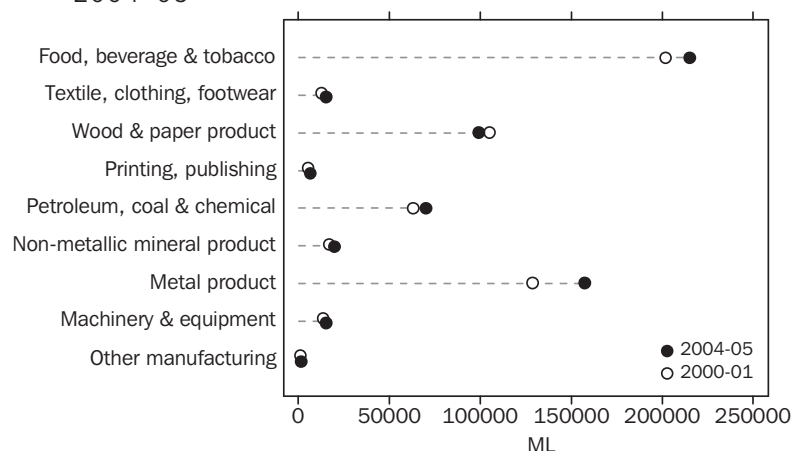 Food, beverage & tobacco
Textile, clothing, footwear
Wood & paper product
Printing, publishing
Petroleum, coal & chemical
Non-metallic mineral product
Metal product
Machinery & equipment
Other manufacturing
2004-05
2000-01
0 50000 100000 150000 200000 250000
ML